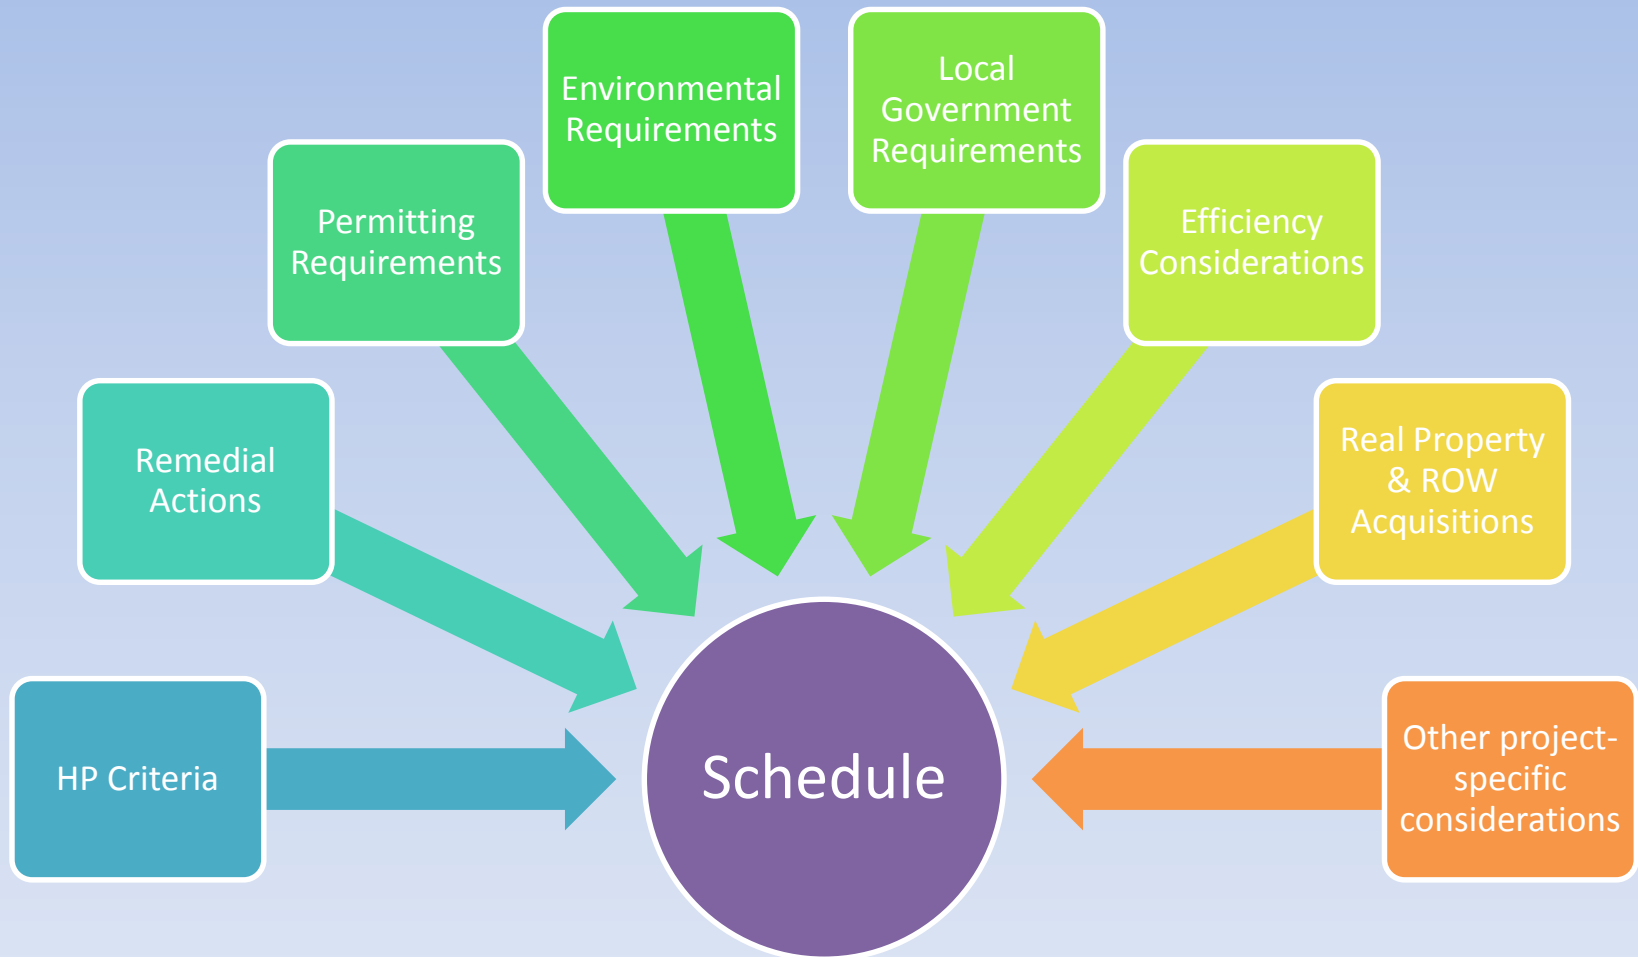 HP Criteria
Remedial
Actions
Permitting
Requirements
Environmental
Requirements
Local
Government
Requirements
Efficiency
Considerations
Real Property
& ROW
Acquisitions
Other project-
specific
considerations
Schedule